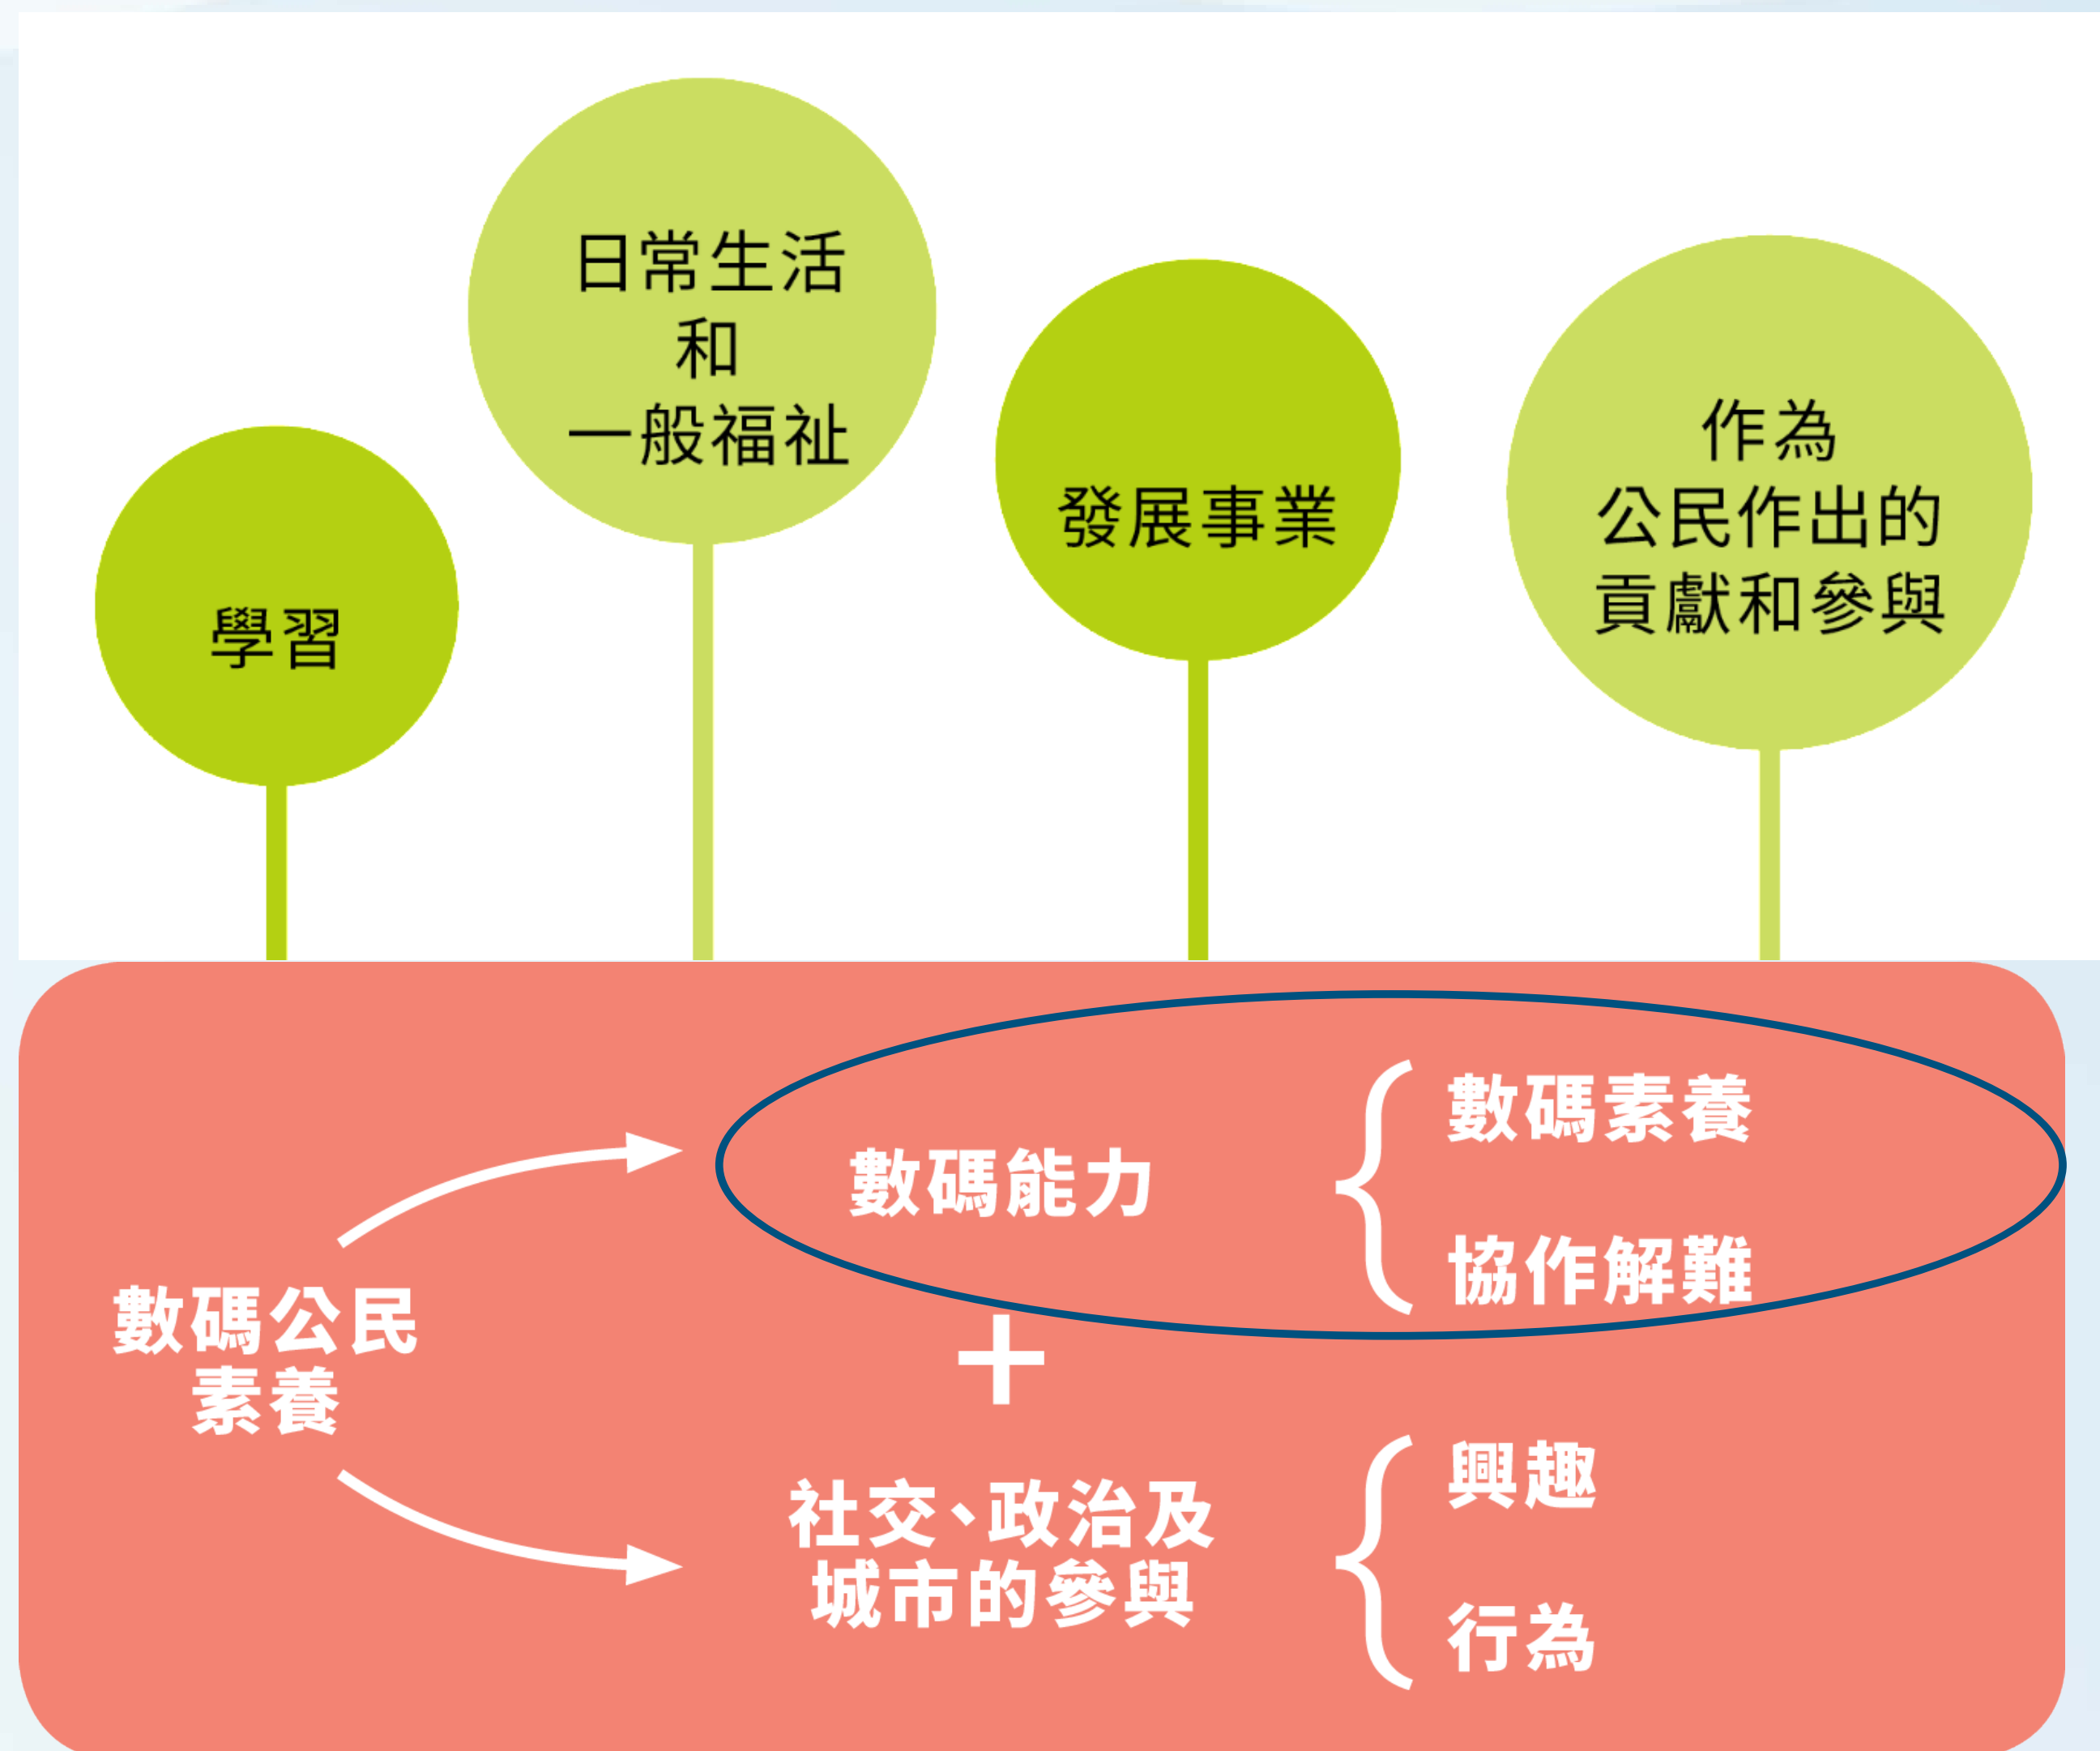 學習
日常生活
和
一般福祉
發展事業
作為
公民作出的
貢獻和參與
數碼公民
素養
數碼能力
數碼素養
協作解難
+
社交、政治及
城市的參與
興趣
行為